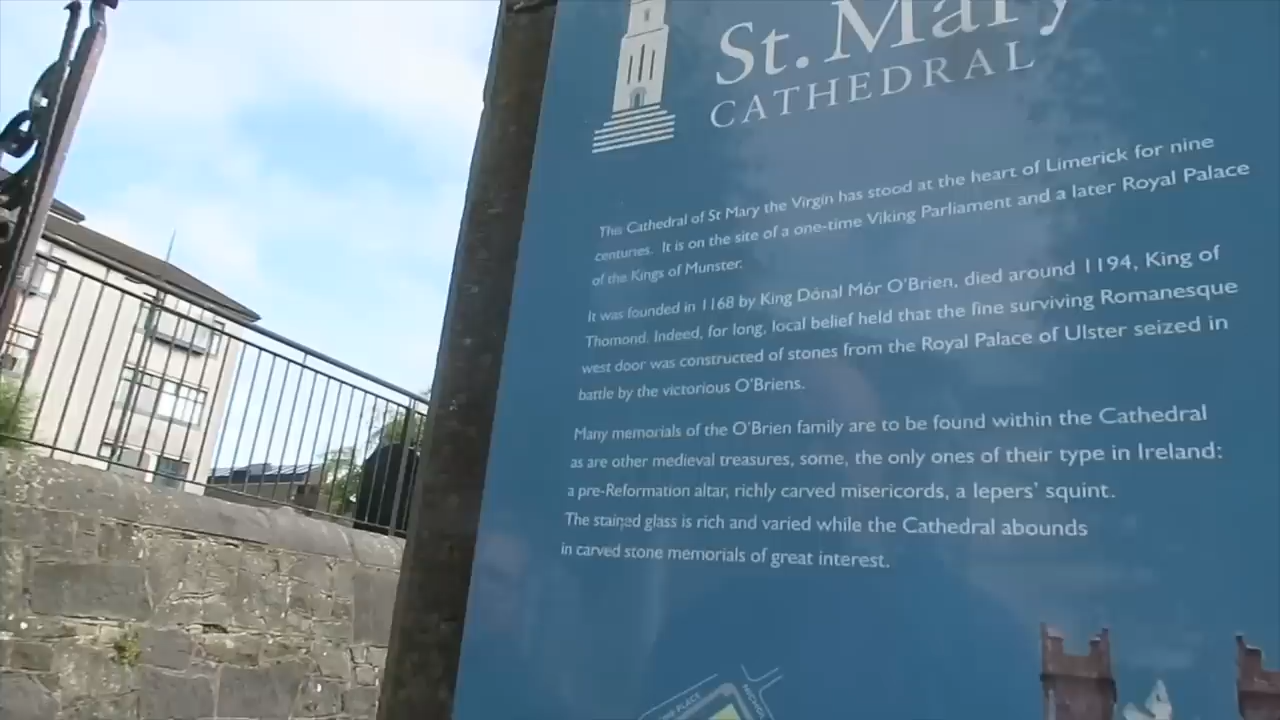 St. Mary
CATHEDRAL
This Cathedral of St Mary the Virgin has stood at the heart of Limerick for nine
centuries. It is on the site of a one-time Viking Parliament and a later Royal Palace
of the Kings of Munster.
It was founded in 1168 by King Dónal Mór O'Brien, died around 1194, King of
Thomond. Indeed, for long, local belief held that the fine surviving Romanesque
west door was constructed of stones from the Royal Palace of Ulster seized in
battle by the victorious O'Briens.
Many memorials of the O'Brien family are to be found within the Cathedral
as are other medieval treasures, some, the only ones of their type in Ireland:
a pre-Reformation altar, richly carved misericords, a lepers' squint.
The stained glass is rich and varied while the Cathedral abounds
in carved stone memorials of great interest.
PLACE
NICHOL